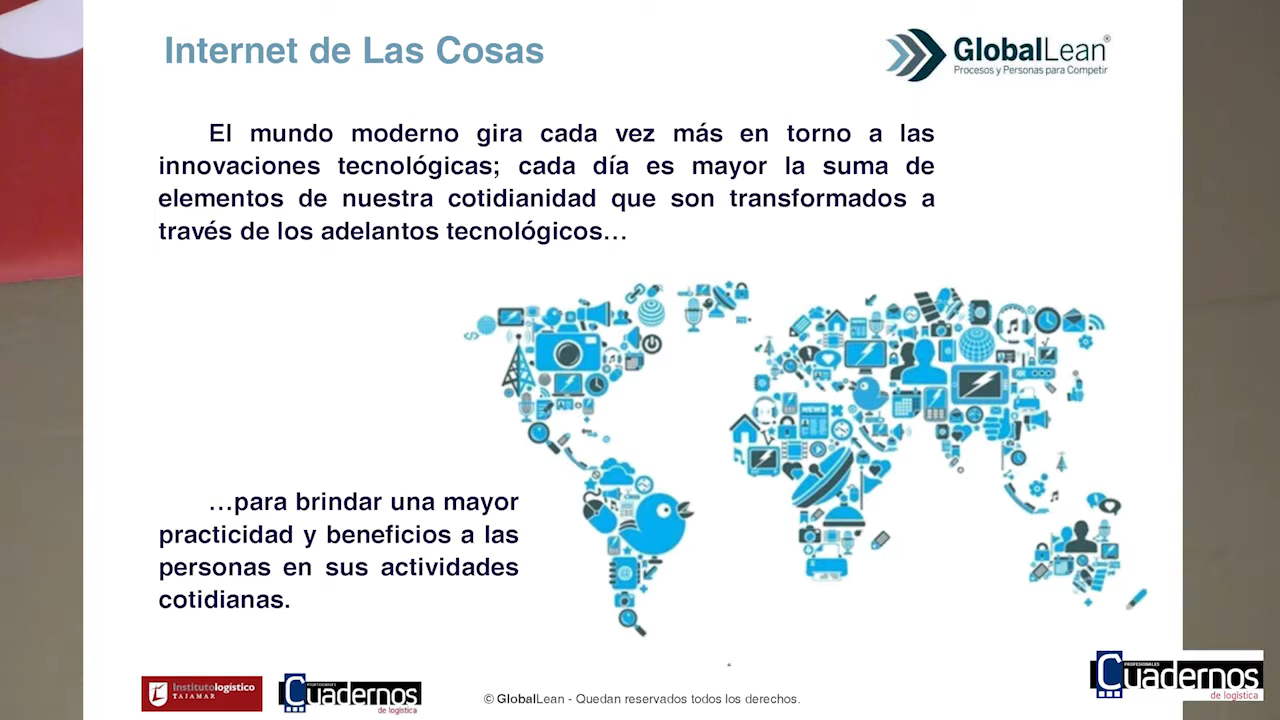 Internet de Las Cosas
GlobalLean®
Procesos y Personas para Competir
El mundo moderno gira cada vez más en torno a las
innovaciones tecnológicas; cada día es mayor la suma de
elementos de nuestra cotidianidad que son transformados a
través de los adelantos tecnológicos…
NEWS
…para brindar una mayor
practicidad y beneficios a las
personas en sus actividades
cotidianas.
Institutologístico
TAJAMAR
PROFESIONALES
Cuadernos
de logística
© GlobalLean - Quedan reservados todos los derechos.
PROFESIONALES
Cuadernos
de logística